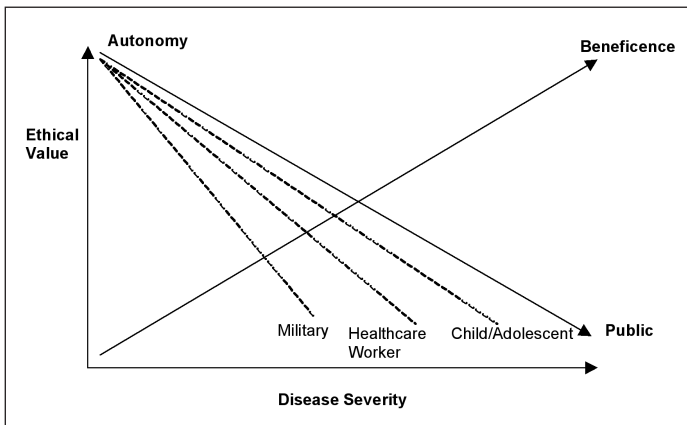 Autonomy
Beneficence
Ethical
Value
Military
Healthcare
Worker
Child/Adolescent
Public
Disease Severity